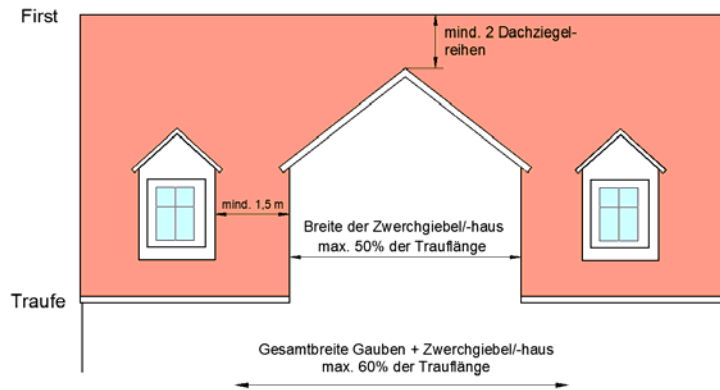 First
mind. 2 Dachziegel-
reihen
mind. 1,5 m
Breite der Zwerchgiebel/-haus
max. 50% der Trauflänge
Traufe
Gesamtbreite Gauben + Zwerchgiebel/-haus
max. 60% der Trauflänge